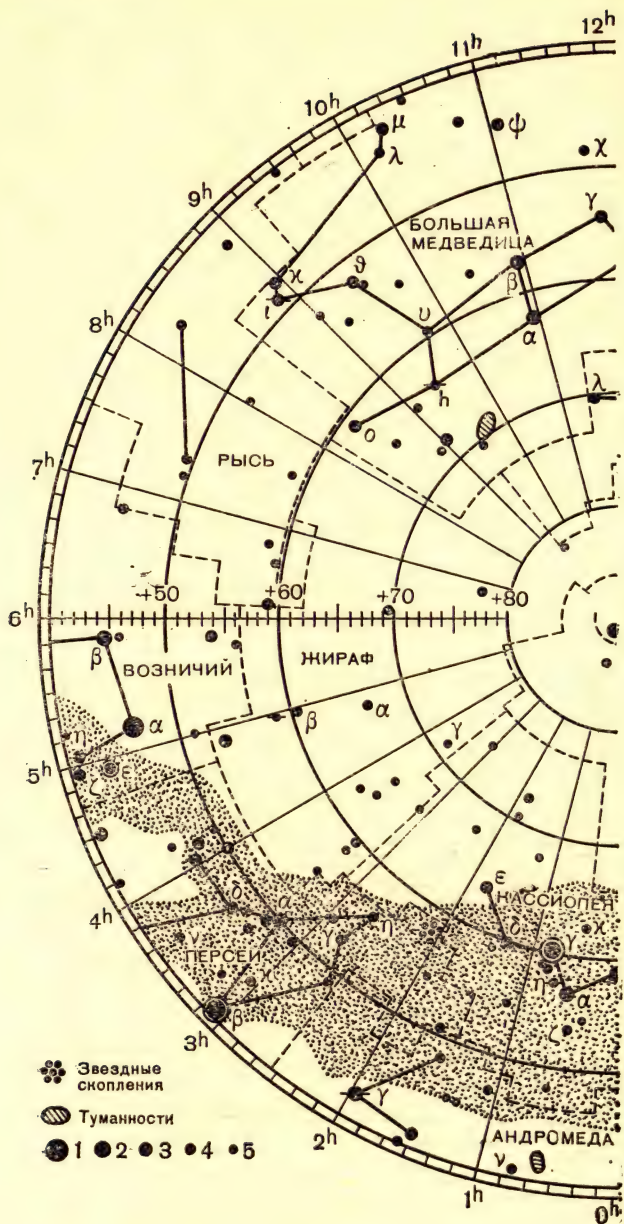 12h
11h
10h
μ
ψ
λ
χ
9h
γ
БОЛЬШАЯ
МЕДВЕДИЦА
ϰ
ϑ
β
ι
υ
α
8h
h
λ
ο
РЫСЬ
7h
+50 +60 +70 +80
6h
β
ВОЗНИЧИЙ
ЖИРАФ
α
β
α
γ
η
5h
ζ
ε
ε
КАССИОПЕЯ
4h
δ
α
η
δ
γ
χ
ν
ПЕРСЕЙ
γ
η
α
χ
β
ζ
3h
Звездные
скопления
γ
Туманности
2h
АНДРОМЕДА
1 2 3 4 5
ν
1h
0h